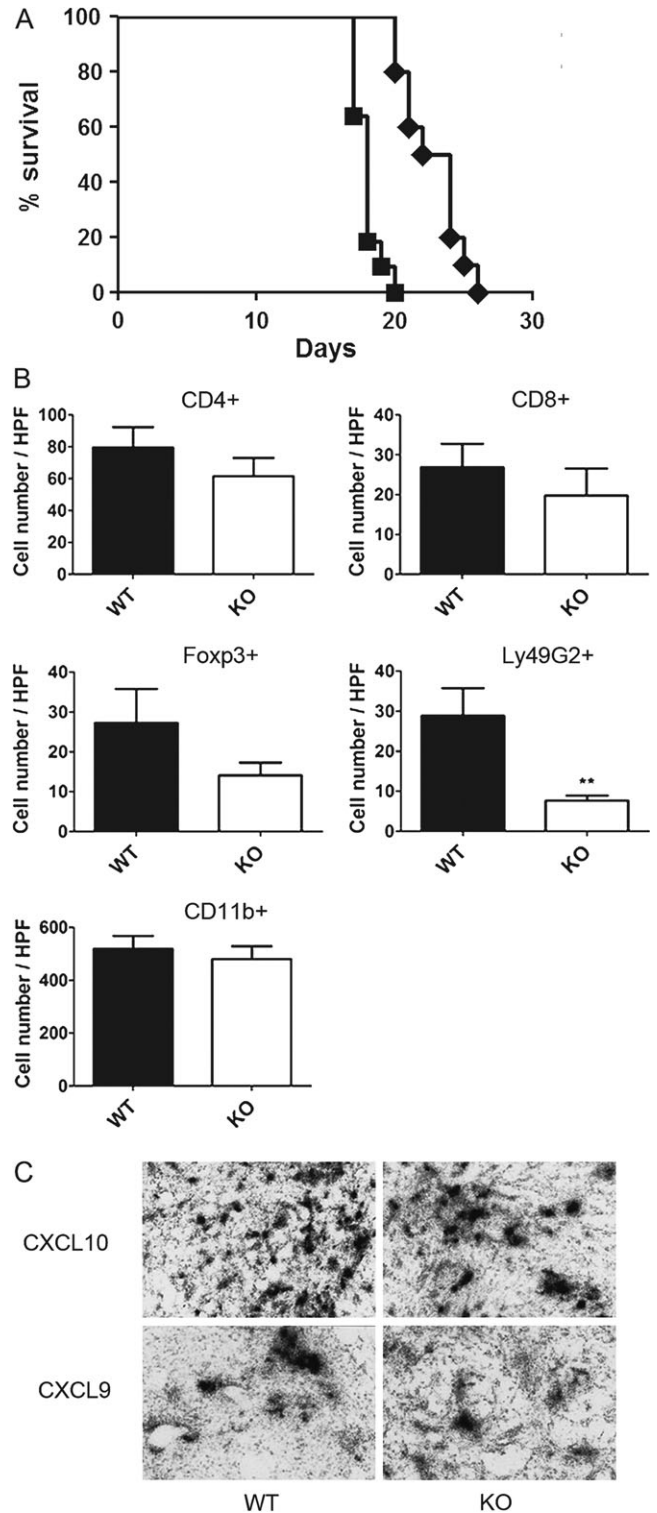 A
% survival
100
80
60
40
20
0
0 10 20 30
Days
B
CD4+
Cell number / HPF
100
80
60
40
20
0
WT KO
CD8+
Cell number / HPF
40
30
20
10
0
WT KO
Foxp3+
Cell number / HPF
40
30
20
10
0
WT KO
Ly49G2+
Cell number / HPF
40
30
20
10
0
**
WT KO
CD11b+
Cell number / HPF
600
400
200
0
WT KO
C
CXCL10
CXCL9
WT KO